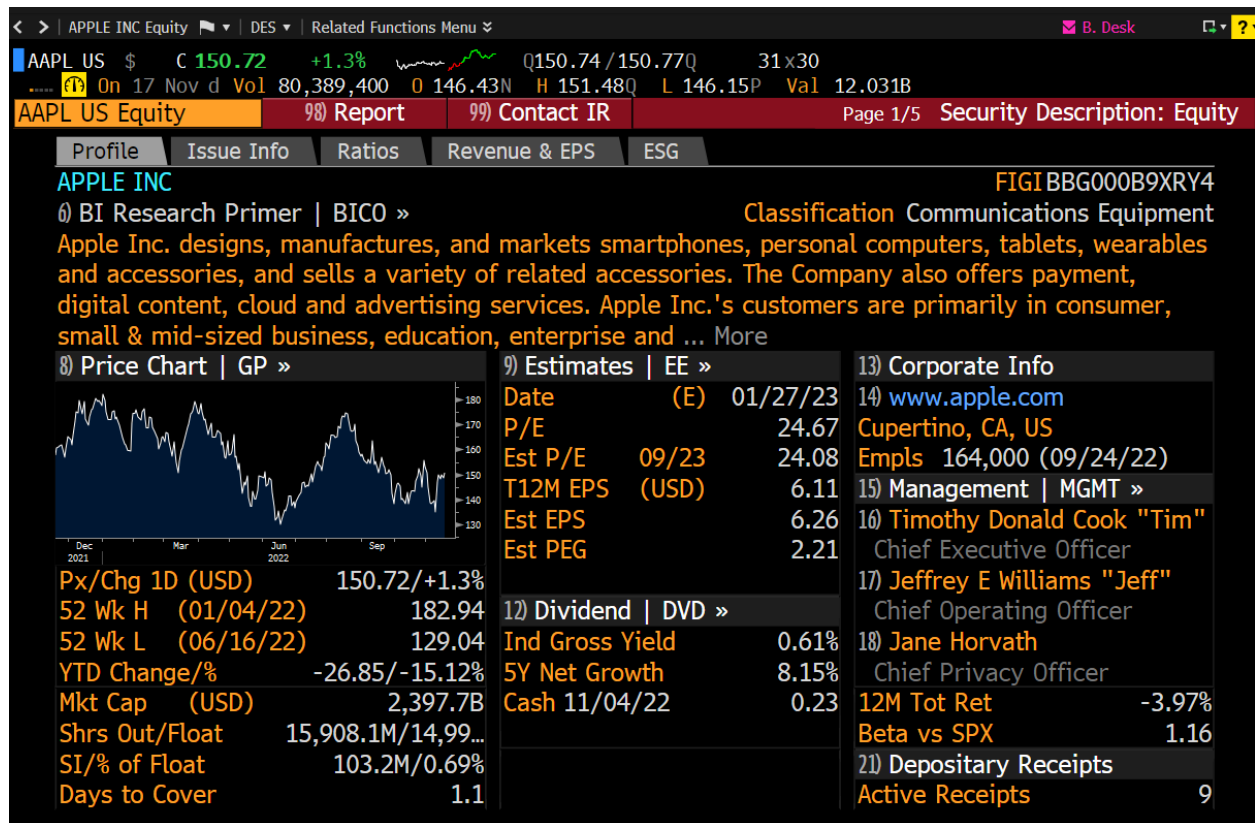 < > | APPLE INC Equity ▾ | DES ▾ | Related Functions Menu
B. Desk
?
AAPL US $ C 150.72 +1.3% Q150.74/150.77Q 31x30
On 17 Nov d Vol 80,389,400 O 146.43N H 151.48Q L 146.15P Val 12.031B
AAPL US Equity 98) Report 99) Contact IR Page 1/5 Security Description: Equity
Profile Issue Info Ratios Revenue & EPS ESG
APPLE INC FIGI BBG000B9XRY4
6) BI Research Primer | BICO » Classification Communications Equipment
Apple Inc. designs, manufactures, and markets smartphones, personal computers, tablets, wearables
and accessories, and sells a variety of related accessories. The Company also offers payment,
digital content, cloud and advertising services. Apple Inc.'s customers are primarily in consumer,
small & mid-sized business, education, enterprise and ... More
8) Price Chart | GP »
180
170
160
150
140
130
Dec Mar Jun Sep
2021 2022
Px/Chg 1D (USD) 150.72/+1.3%
52 Wk H (01/04/22) 182.94
52 Wk L (06/16/22) 129.04
YTD Change/% -26.85/-15.12%
Mkt Cap (USD) 2,397.7B
Shrs Out/Float 15,908.1M/14,99…
SI/% of Float 103.2M/0.69%
Days to Cover 1.1
9) Estimates | EE »
Date (E) 01/27/23
P/E 24.67
Est P/E 09/23 24.08
T12M EPS (USD) 6.11
Est EPS 6.26
Est PEG 2.21
12) Dividend | DVD »
Ind Gross Yield 0.61%
5Y Net Growth 8.15%
Cash 11/04/22 0.23
13) Corporate Info
14) www.apple.com
Cupertino, CA, US
Empls 164,000 (09/24/22)
15) Management | MGMT »
16) Timothy Donald Cook "Tim"
Chief Executive Officer
17) Jeffrey E Williams "Jeff"
Chief Operating Officer
18) Jane Horvath
Chief Privacy Officer
12M Tot Ret -3.97%
Beta vs SPX 1.16
21) Depositary Receipts
Active Receipts 9